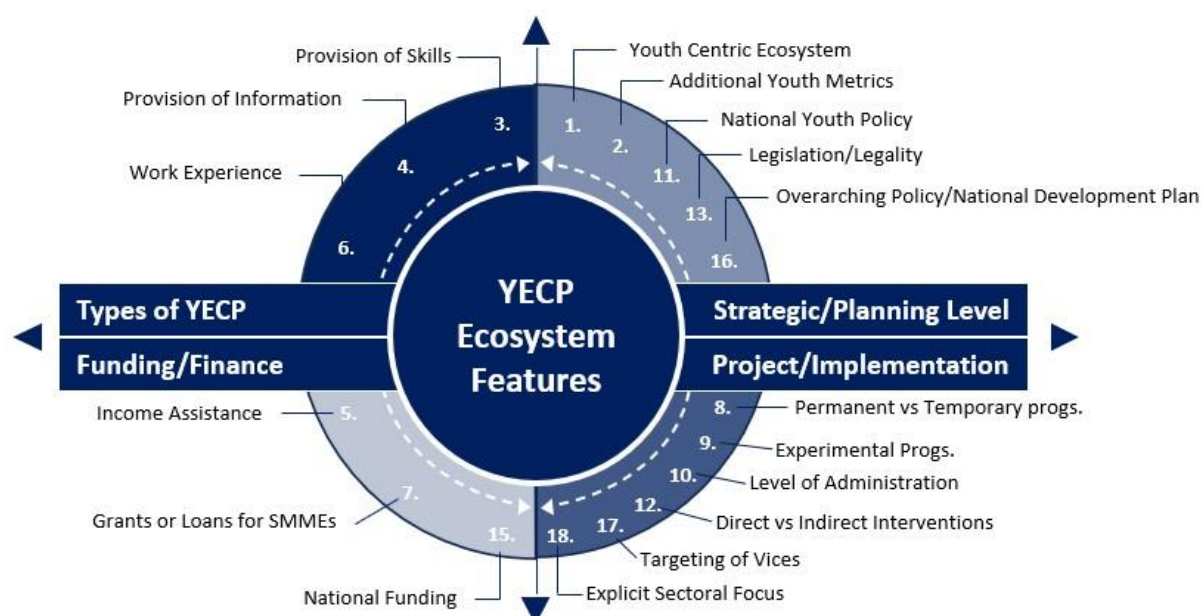 Provision of Skills
Provision of Information
Work Experience
3.
4.
6.
Youth Centric Ecosystem
Additional Youth Metrics
National Youth Policy
Legislation/Legality
Overarching Policy/National Development Plan
1.
2.
11.
13.
16.
Types of YECP
Funding/Finance
YECP
Ecosystem
Features
Strategic/Planning Level
Project/Implementation
Income Assistance
Grants or Loans for SMMEs
National Funding
5.
7.
15.
8.
9.
10.
12.
17.
18.
Permanent vs Temporary progs.
Experimental Progs.
Level of Administration
Direct vs Indirect Interventions
Targeting of Vices
Explicit Sectoral Focus